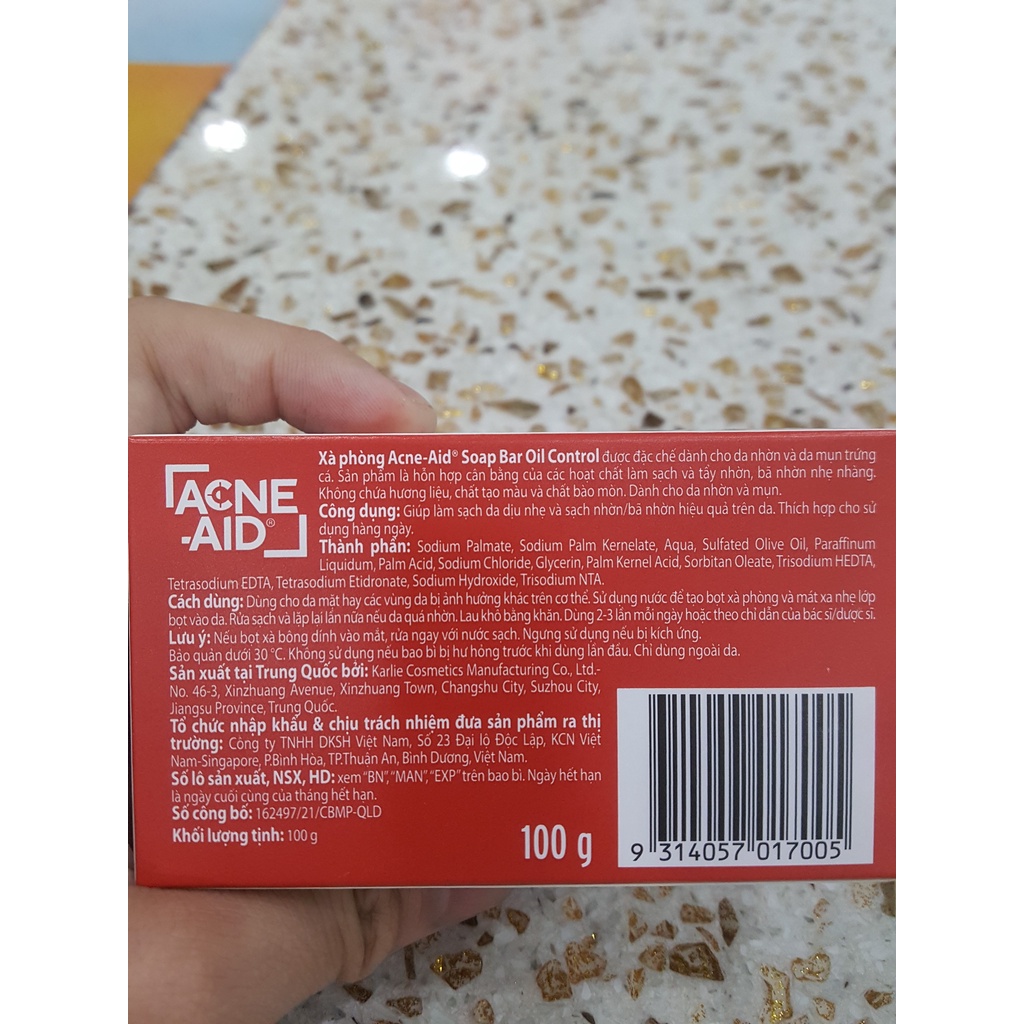 ACNE
-AID®
Xà phòng Acne-Aid® Soap Bar Oil Control được đặc chế dành cho da nhờn và da mụn trứng
cá. Sản phẩm là hỗn hợp cân bằng của các hoạt chất làm sạch và tẩy nhờn, bã nhờn nhẹ nhàng.
Không chứa hương liệu, chất tạo màu và chất bào mòn. Dành cho da nhờn và mụn.
Công dụng: Giúp làm sạch da dịu nhẹ và sạch nhờn/bã nhờn hiệu quả trên da. Thích hợp cho sử
dụng hàng ngày.
Thành phần: Sodium Palmate, Sodium Palm Kernelate, Aqua, Sulfated Olive Oil, Paraffinum
Liquidum, Palm Acid, Sodium Chloride, Glycerin, Palm Kernel Acid, Sorbitan Oleate, Trisodium HEDTA,
Tetrasodium EDTA, Tetrasodium Etidronate, Sodium Hydroxide, Trisodium NTA.
Cách dùng: Dùng cho da mặt hay các vùng da bị ảnh hưởng khác trên cơ thể. Sử dụng nước để tạo bọt xà phòng và mát xa nhẹ lớp
bọt vào da. Rửa sạch và lặp lại lần nữa nếu da quá nhờn. Lau khô bằng khăn. Dùng 2-3 lần mỗi ngày hoặc theo chỉ dẫn của bác sĩ/dược sĩ.
Lưu ý: Nếu bọt xà bông dính vào mắt, rửa ngay với nước sạch. Ngưng sử dụng nếu bị kích ứng.
Bảo quản dưới 30 °C. Không sử dụng nếu bao bì bị hư hỏng trước khi dùng lần đầu. Chỉ dùng ngoài da.
Sản xuất tại Trung Quốc bởi: Karlie Cosmetics Manufacturing Co., Ltd.-
No. 46-3, Xinzhuang Avenue, Xinzhuang Town, Changshu City, Suzhou City,
Jiangsu Province, Trung Quốc.
Tổ chức nhập khẩu & chịu trách nhiệm đưa sản phẩm ra thị
trường: Công ty TNHH DKSH Việt Nam, Số 23 Đại lộ Độc Lập, KCN Việt
Nam-Singapore, P.Bình Hòa, TP.Thuận An, Bình Dương, Việt Nam.
Số lô sản xuất, NSX, HD: xem "BN", "MAN", "EXP" trên bao bì. Ngày hết hạn
là ngày cuối cùng của tháng hết hạn.
Số công bố: 162497/21/CBMP-QLD
Khối lượng tịnh: 100 g
100 g
9 314057 017005